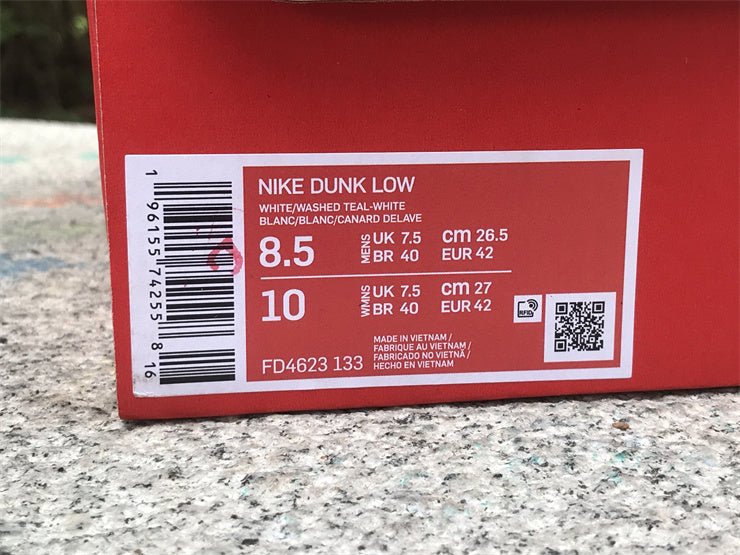 NIKE DUNK LOW
WHITE/WASHED TEAL-WHITE
BLANC/BLANC/CANARD DELAVE
8.5 MENS UK 7.5 cm 26.5
BR 40 EUR 42
10 WMNS UK 7.5 cm 27
BR 40 EUR 42
RFID
FD4623 133
MADE IN VIETNAM /
FABRIQUE AU VIETNAM /
FABRICADO NO VIETNÃ /
HECHO EN VIETNAM
1 96155 74255 8 16